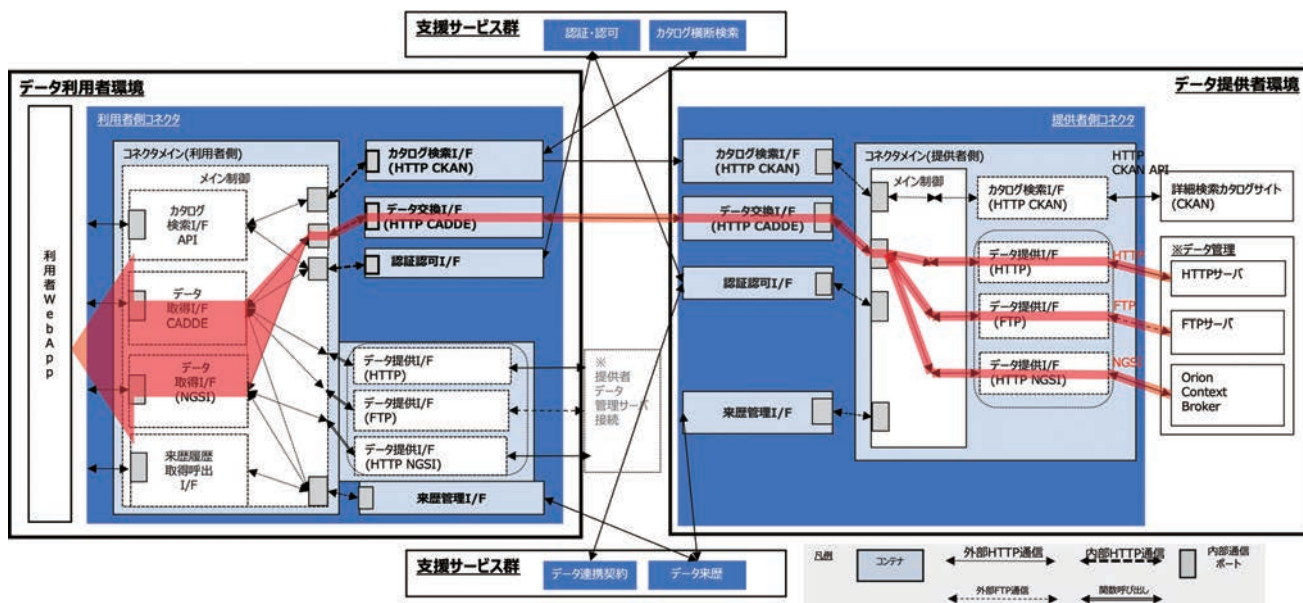 支援サービス群
認証・認可
カタログ横断検索
データ利用者環境
利用者WebApp
利用者側コネクタ
コネクタメイン(利用者側)
メイン制御
カタログ
検索I/F
API
データ
取得I/F
CADDE
データ
取得I/F
(NGSI)
来歴履歴
取得呼出
I/F
カタログ検索I/F
(HTTP CKAN)
データ交換I/F
(HTTP CADDE)
認証認可I/F
データ提供I/F
(HTTP)
データ提供I/F
(FTP)
データ提供I/F
(HTTP NGSI)
来歴管理I/F
※
提供者
データ
管理サーバ
接続
データ提供者環境
提供者側コネクタ
カタログ検索I/F
(HTTP CKAN)
データ交換I/F
(HTTP CADDE)
認証認可I/F
来歴管理I/F
コネクタメイン(提供者側)
メイン制御
カタログ検索I/F
(HTTP CKAN)
データ提供I/F
(HTTP)
データ提供I/F
(FTP)
データ提供I/F
(HTTP NGSI)
HTTP
CKAN API
HTTP
FTP
NGSI
詳細検索カタログサイト
(CKAN)
※データ管理
HTTPサーバ
FTPサーバ
Orion
Context
Broker
支援サービス群
データ連携契約
データ来歴
凡例
コンテナ
外部HTTP通信
内部HTTP通信
内部通信
ポート
外部FTP通信
関数呼び出し